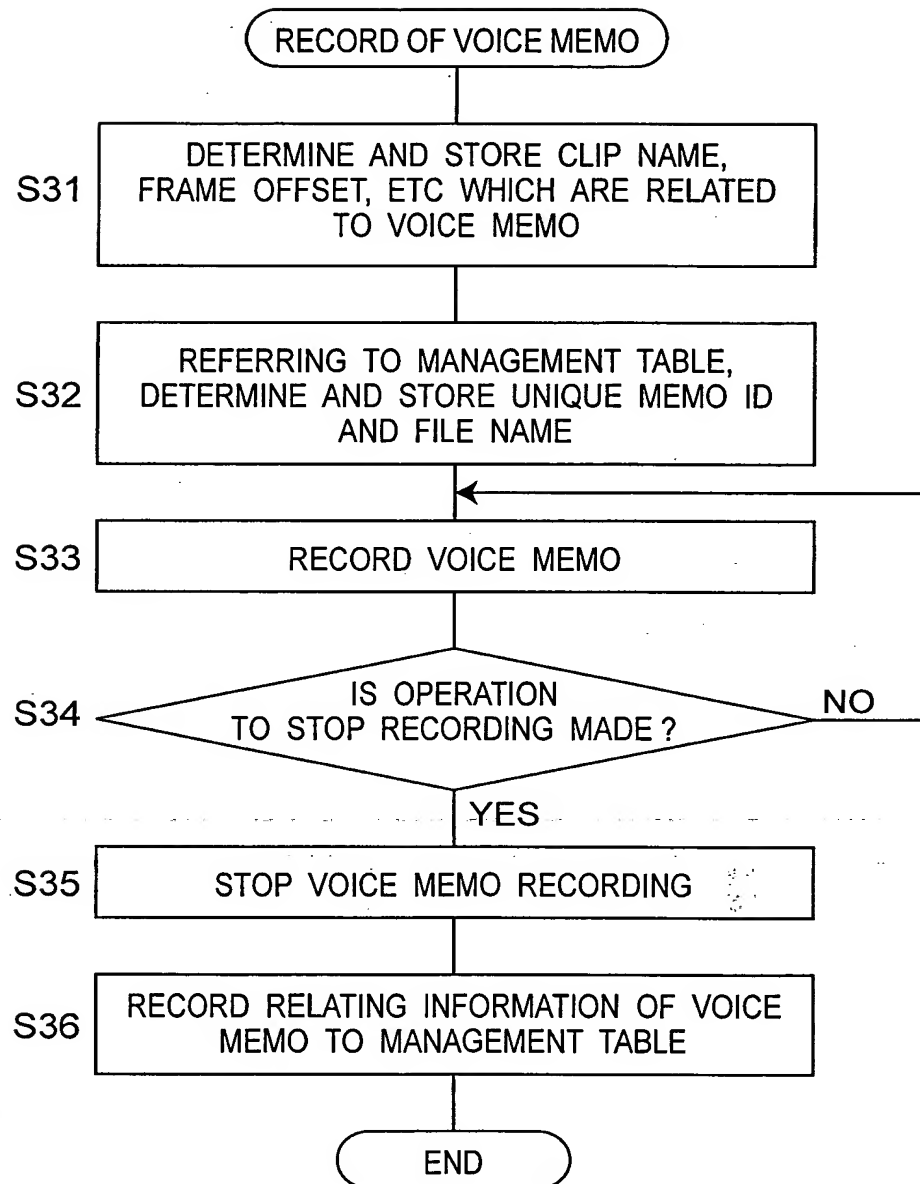 RECORD OF VOICE MEMO
S31
DETERMINE AND STORE CLIP NAME,
FRAME OFFSET, ETC WHICH ARE RELATED
TO VOICE MEMO
S32
REFERRING TO MANAGEMENT TABLE,
DETERMINE AND STORE UNIQUE MEMO ID
AND FILE NAME
S33
RECORD VOICE MEMO
S34
IS OPERATION
TO STOP RECORDING MADE ?
NO
YES
S35
STOP VOICE MEMO RECORDING
S36
RECORD RELATING INFORMATION OF VOICE
MEMO TO MANAGEMENT TABLE
END